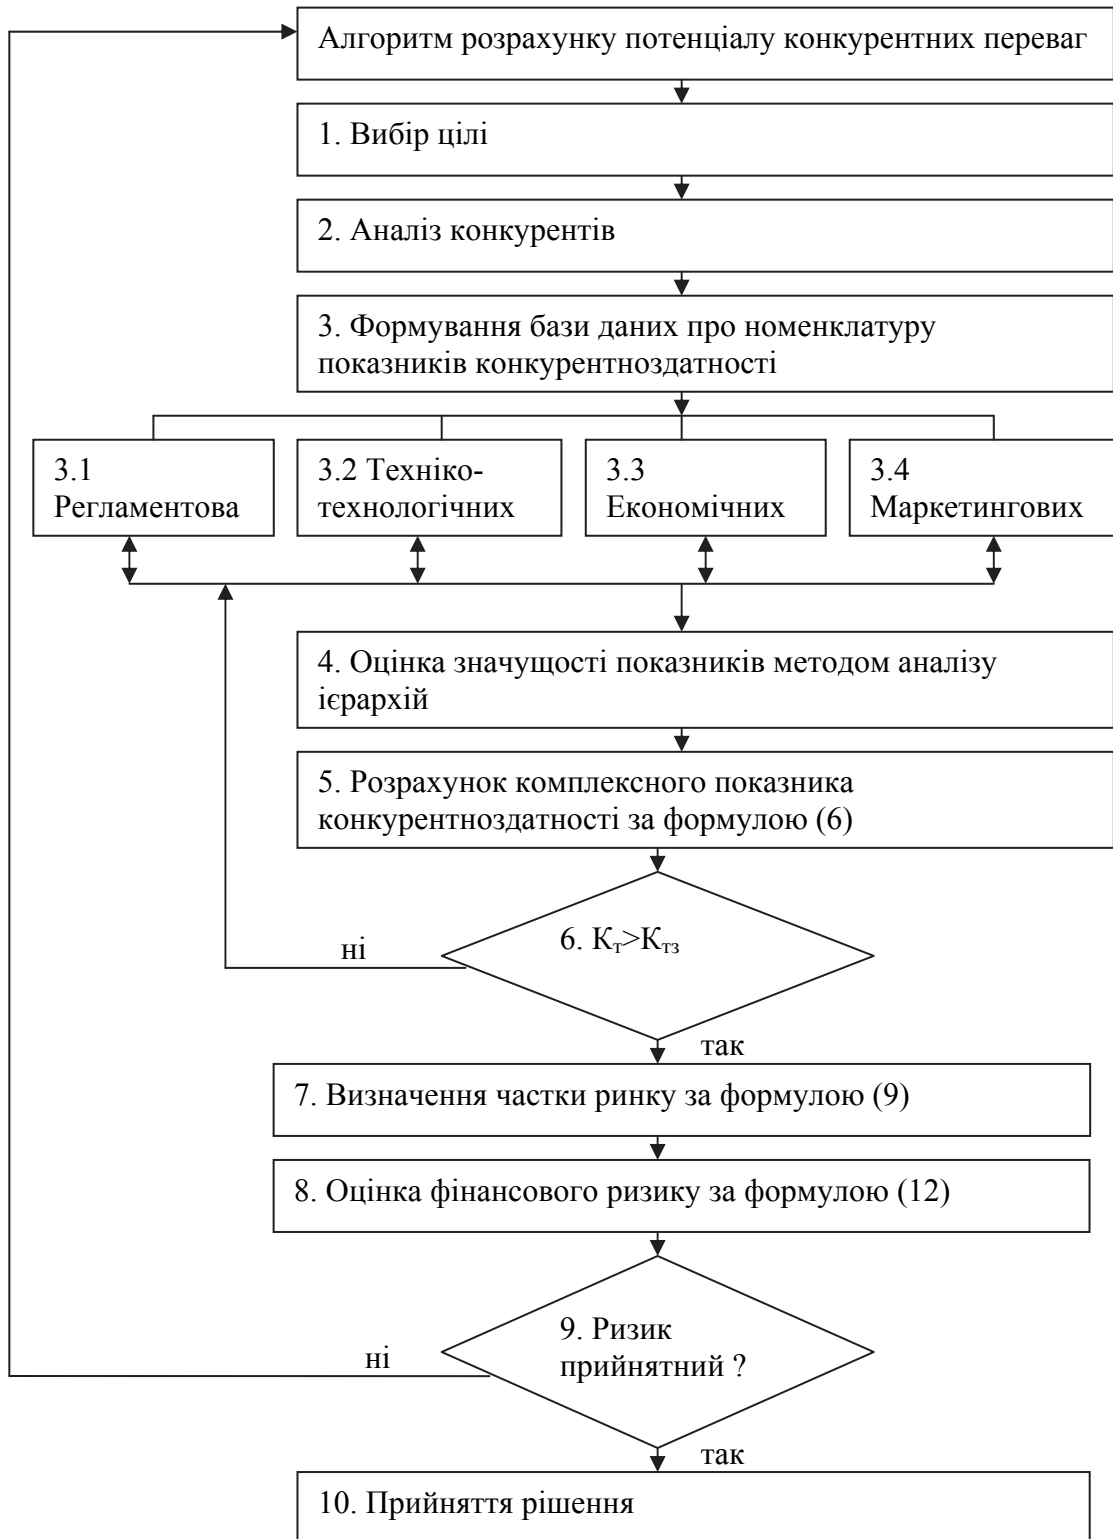 Алгоритм розрахунку потенціалу конкурентних переваг
1. Вибір цілі
2. Аналіз конкурентів
3. Формування бази даних про номенклатуру
показників конкурентноздатності
3.1
Регламентова
3.2 Техніко-
технологічних
3.3
Економічних
3.4
Маркетингових
4. Оцінка значущості показників методом аналізу
ієрархій
5. Розрахунок комплексного показника
конкурентноздатності за формулою (6)
6. Кт>Ктз
ні
так
7. Визначення частки ринку за формулою (9)
8. Оцінка фінансового ризику за формулою (12)
9. Ризик
прийнятний ?
ні
так
10. Прийняття рішення